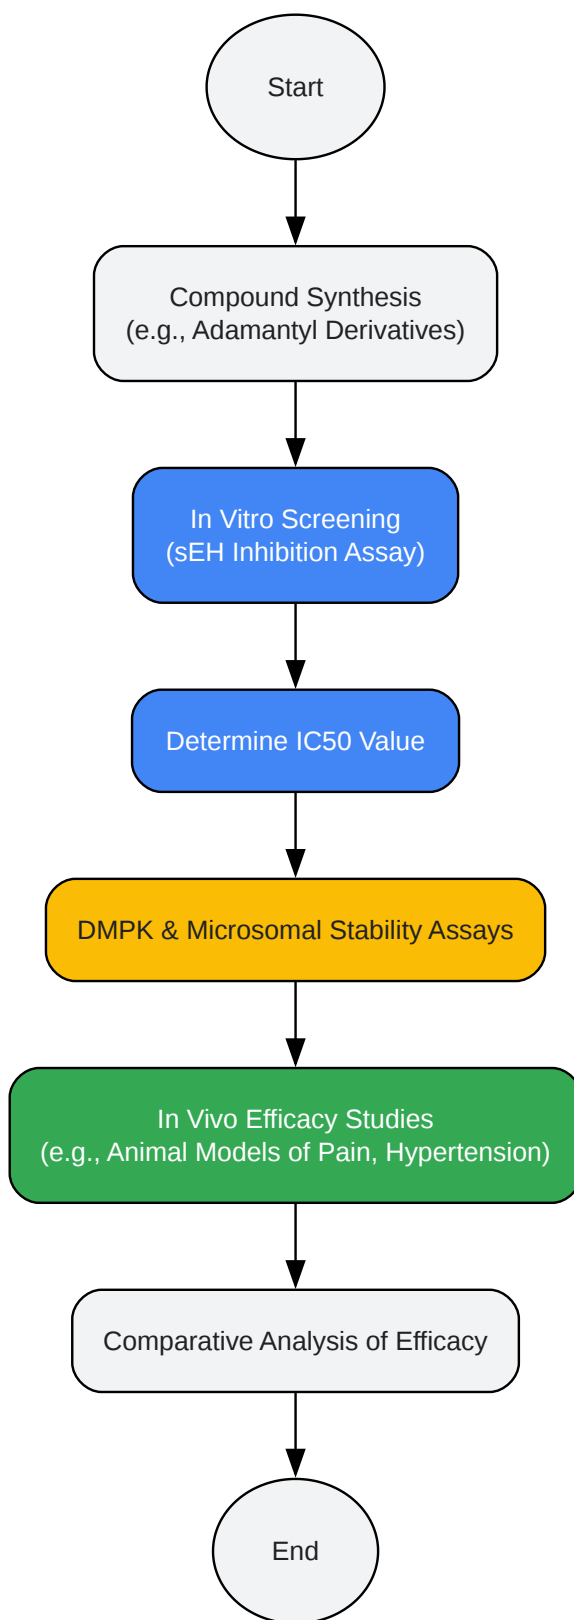 Start
Compound Synthesis
(e.g., Adamantyl Derivatives)
In Vitro Screening
(sEH Inhibition Assay)
Determine IC50 Value
DMPK & Microsomal Stability Assays
In Vivo Efficacy Studies
(e.g., Animal Models of Pain, Hypertension)
Comparative Analysis of Efficacy
End